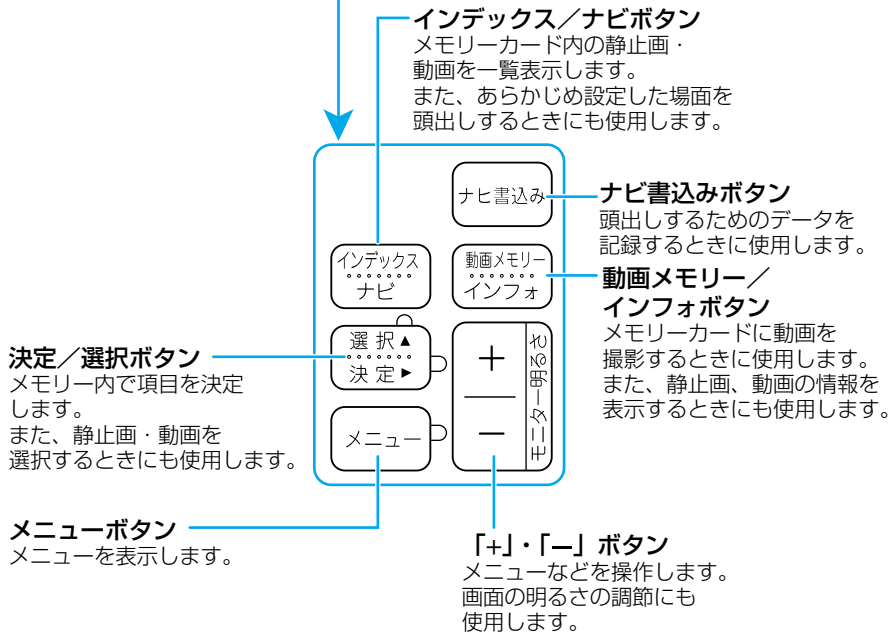 インデックス／ナビボタン
メモリーカード内の静止画・
動画を一覧表示します。
また、あらかじめ設定した場面を
頭出しするときにも使用します。
ナヒ書込み
ナビ書込みボタン
頭出しするためのデータを
記録するときに使用します。
インデックス
ナビ
動画メモリー
インフォ
動画メモリー／
インフォボタン
メモリーカードに動画を
撮影するときに使用します。
また、静止画、動画の情報を
表示するときにも使用します。
選択▲
決定►
決定／選択ボタン
メモリー内で項目を決定
します。
また、静止画・動画を
選択するときにも使用します。
＋
－
モニター明るさ
メニュー
メニューボタン
メニューを表示します。
「+」・「—」ボタン
メニューなどを操作します。
画面の明るさの調節にも
使用します。